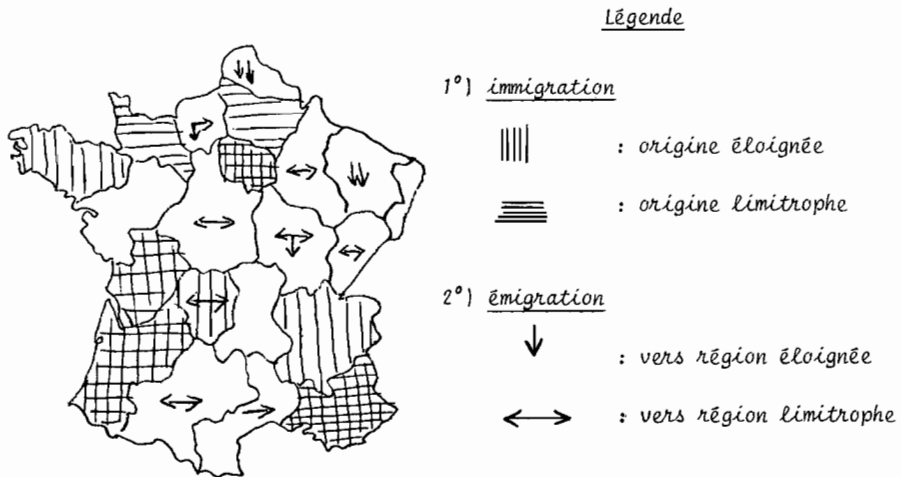 Légende
1°) immigration
: origine éloignée
: origine limitrophe
2°) émigration
: vers région éloignée
: vers région limitrophe